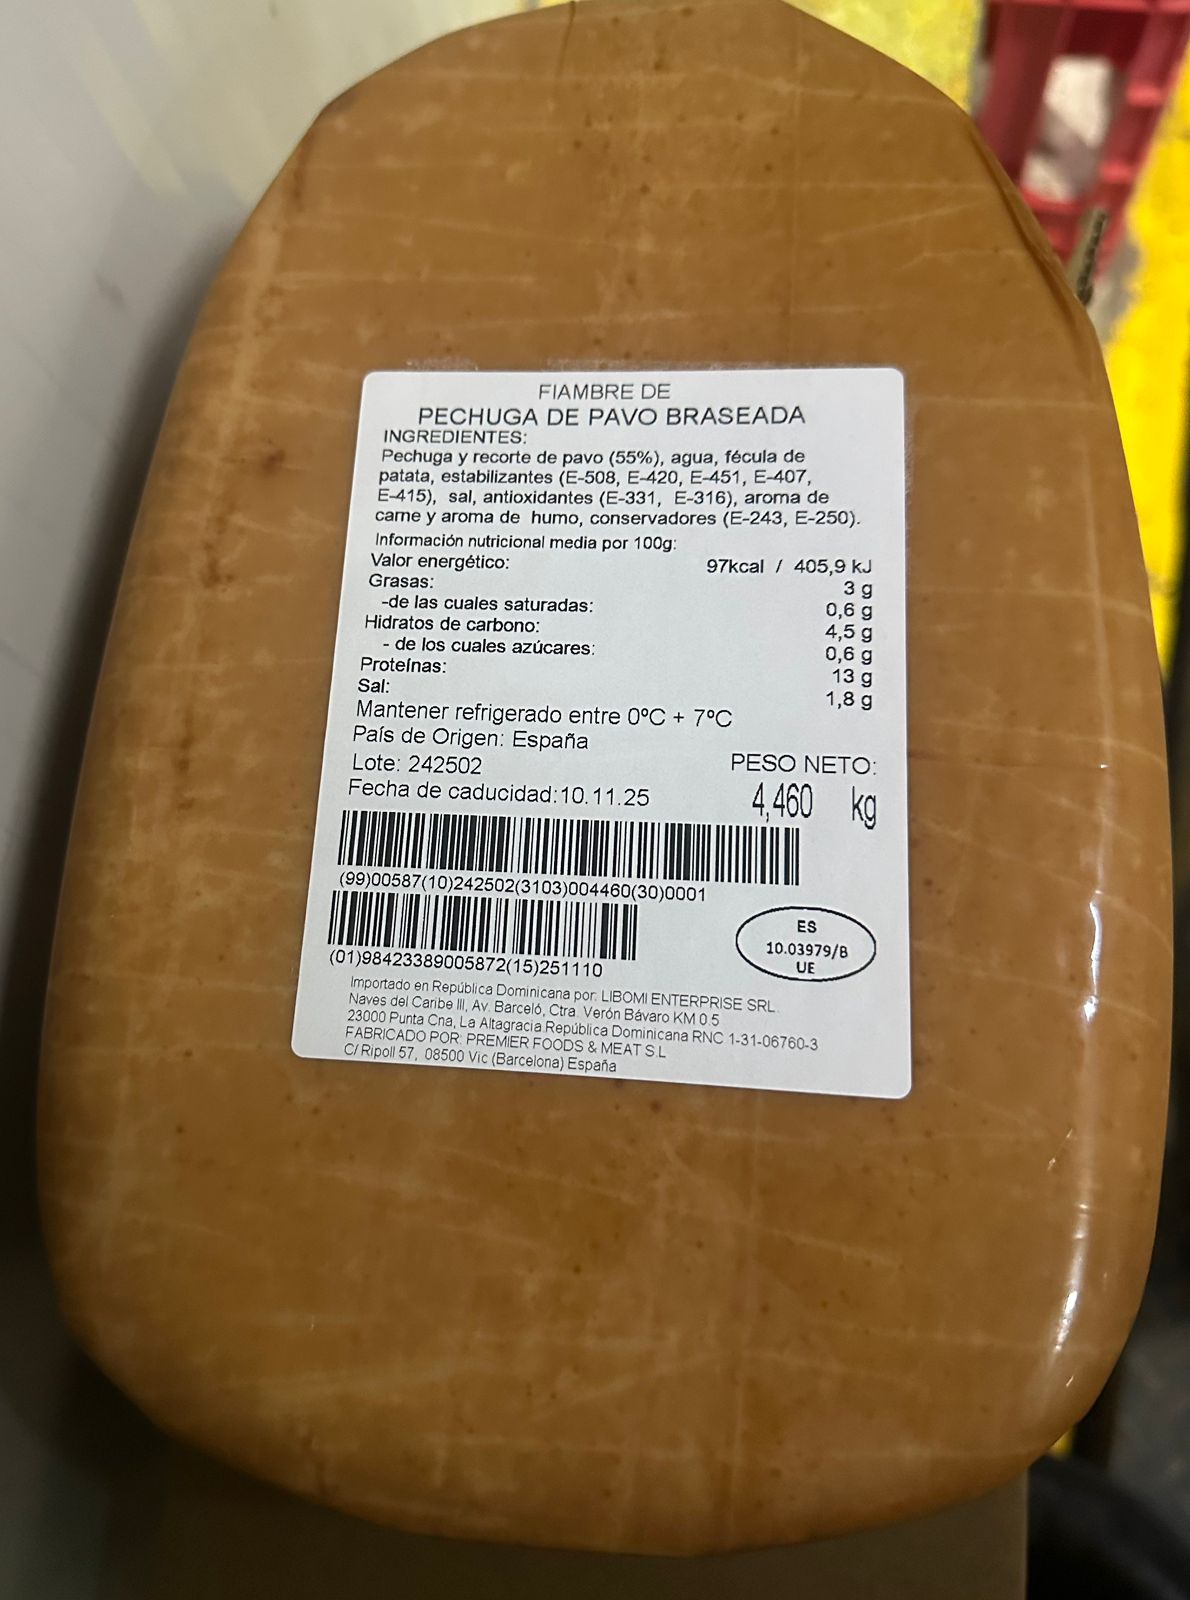 FIAMBRE DE
PECHUGA DE PAVO BRASEADA
INGREDIENTES:
Pechuga y recorte de pavo (55%), agua, fécula de
patata, estabilizantes (E-508, E-420, E-451, E-407,
E-415), sal, antioxidantes (E-331, E-316), aroma de
carne y aroma de humo, conservadores (E-243, E-250).
Información nutricional media por 100g:
Valor energético: 97kcal / 405,9 kJ
Grasas: 3 g
-de las cuales saturadas: 0,6 g
Hidratos de carbono: 4,5 g
- de los cuales azúcares: 0,6 g
Proteínas: 13 g
Sal: 1,8 g
Mantener refrigerado entre 0ºC + 7ºC
País de Origen: España
Lote: 242502
Fecha de caducidad:10.11.25
PESO NETO:
4,460 kg
(99)00587(10)242502(3103)004460(30)0001
(01)98423389005872(15)251110
ES
10.03979/B
UE
Importado en República Dominicana por: LIBOMI ENTERPRISE SRL.
Naves del Caribe III, Av. Barceló, Ctra. Verón Bávaro KM 0.5
23000 Punta Cna, La Altagracia.República Dominicana RNC 1-31-06760-3
FABRICADO POR: PREMIER FOODS & MEAT S.L
C/ Ripoll 57, 08500 Vic (Barcelona) España